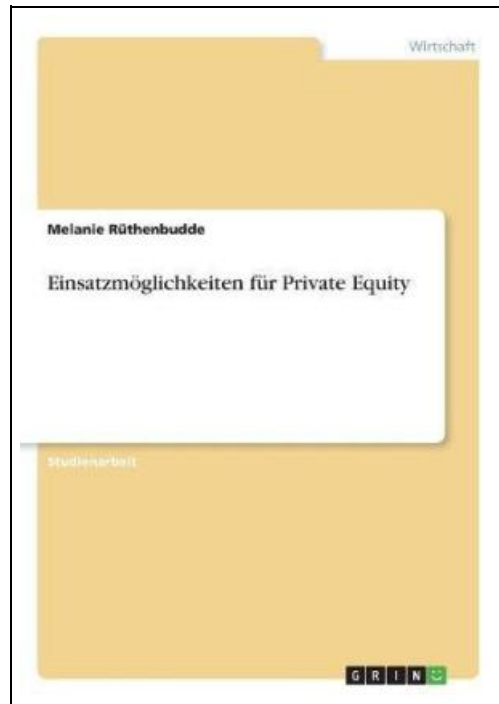 Wirtschaft
Melanie Rüthenbudde
Einsatzmöglichkeiten für Private Equity
Studienarbeit
GRIN